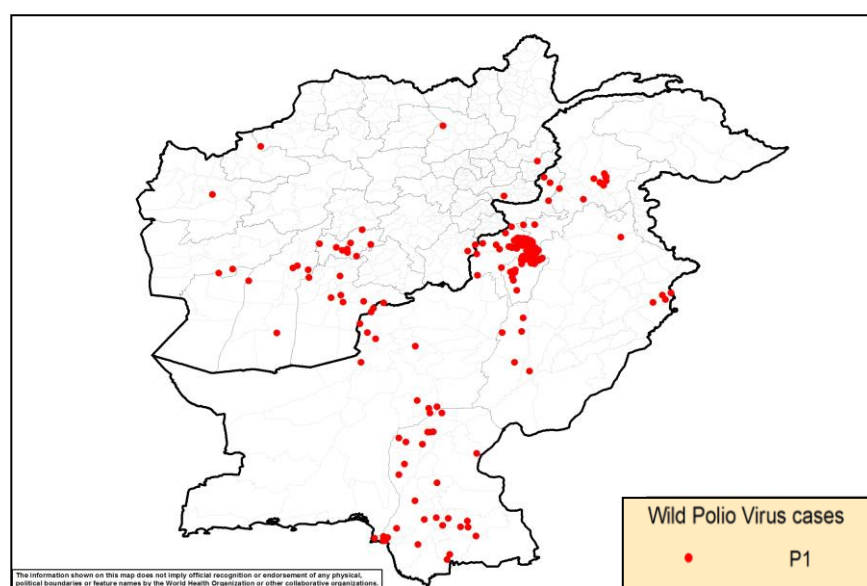 Wild Polio Virus cases
P1
The information shown on this map does not imply official recognition or endorsement of any physical,
political boundaries or feature names by the World Health Organization or other collaborative organizations.